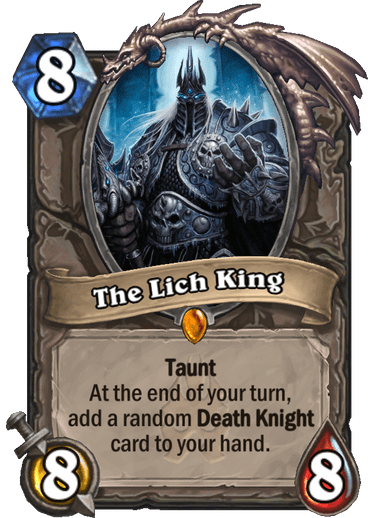 8
The Lich King
Taunt
At the end of your turn,
add a random Death Knight
card to your hand.
8
8